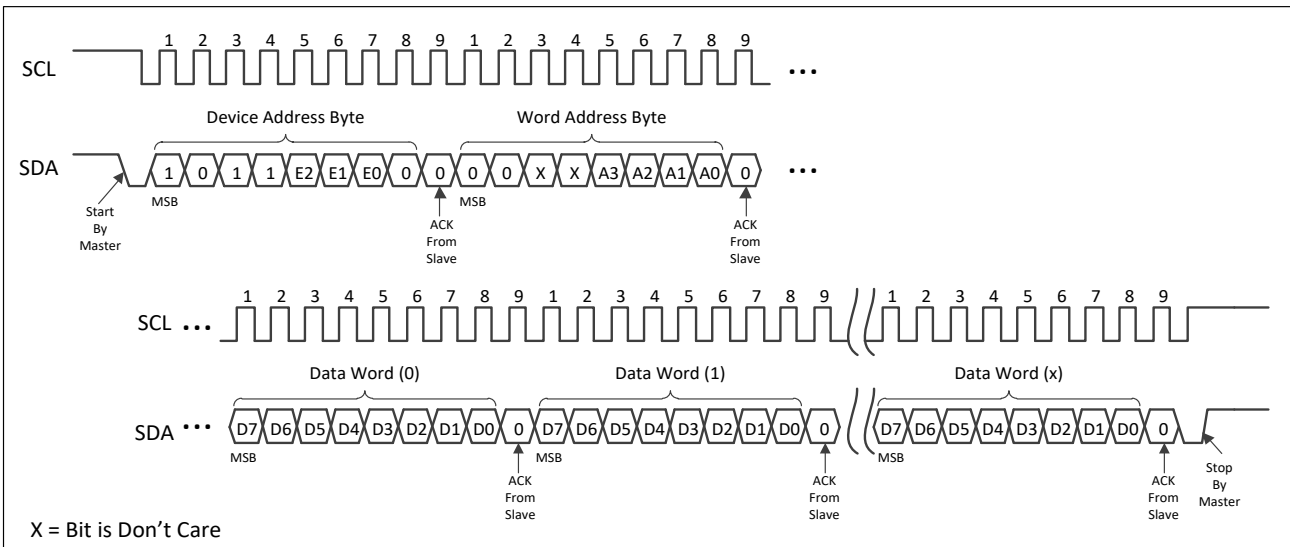 1 2 3 4 5 6 7 8 9 1 2 3 4 5 6 7 8 9
SCL ...
Device Address Byte Word Address Byte
SDA 1 0 1 1 E2 E1 E0 0 0 0 0 X X A3 A2 A1 A0 0 ...
MSB MSB
Start
By
Master
ACK
From
Slave
ACK
From
Slave
1 2 3 4 5 6 7 8 9 1 2 3 4 5 6 7 8 9 1 2 3 4 5 6 7 8 9
SCL ...
Data Word (0) Data Word (1) Data Word (x)
SDA ... D7 D6 D5 D4 D3 D2 D1 D0 0 D7 D6 D5 D4 D3 D2 D1 D0 0 D7 D6 D5 D4 D3 D2 D1 D0 0
MSB MSB MSB
ACK
From
Slave
ACK
From
Slave
ACK
From
Slave
Stop
By
Master
X = Bit is Don’t Care